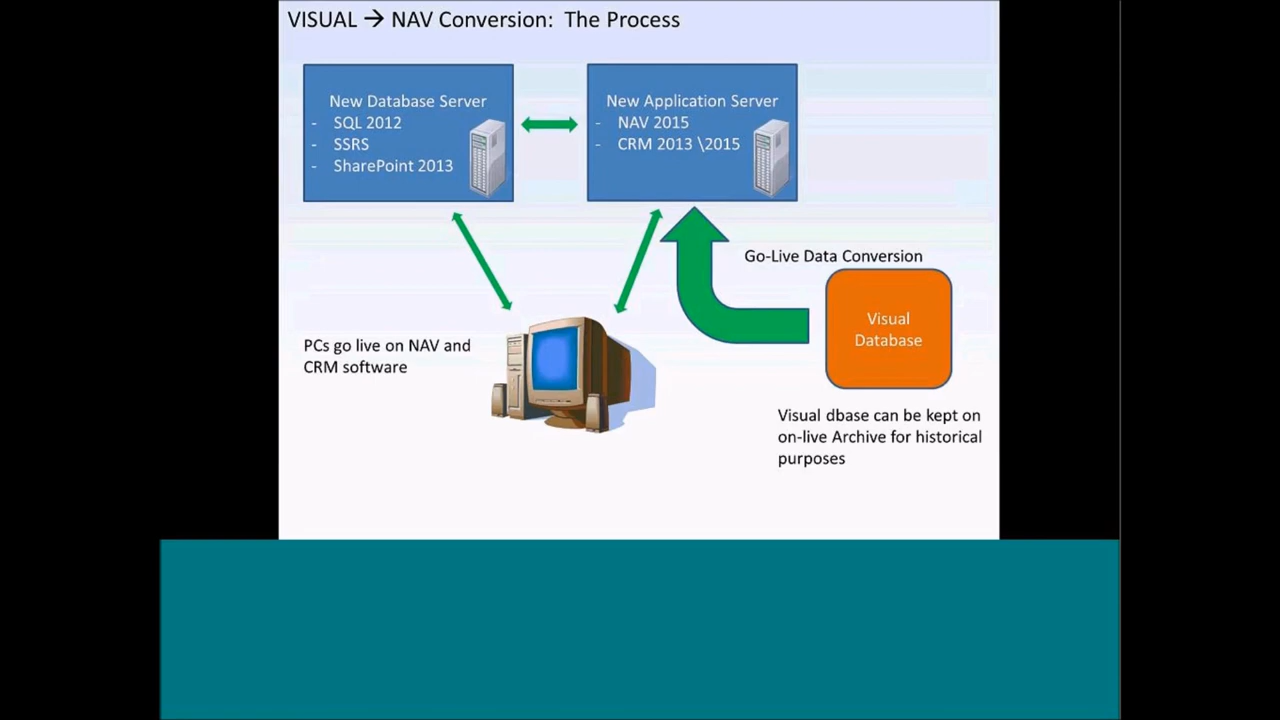 VISUAL → NAV Conversion: The Process
New Database Server
- SQL 2012
- SSRS
- SharePoint 2013
New Application Server
- NAV 2015
- CRM 2013 \2015
Go-Live Data Conversion
Visual
Database
PCs go live on NAV and
CRM software
Visual dbase can be kept on
on-live Archive for historical
purposes